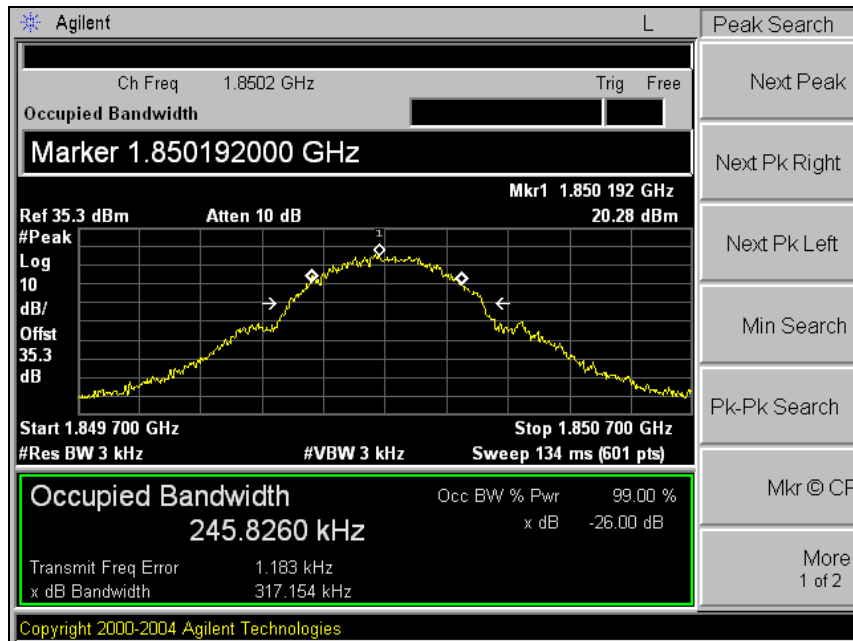 Agilent L Peak Search
Ch Freq 1.8502 GHz Trig Free
Occupied Bandwidth
Marker 1.850192000 GHz
Mkr1 1.850 192 GHz
Ref 35.3 dBm Atten 10 dB 20.28 dBm
#Peak
1
Log
10
dB/
Offst
35.3
dB
Start 1.849 700 GHz Stop 1.850 700 GHz
#Res BW 3 kHz #VBW 3 kHz Sweep 134 ms (601 pts)
Occupied Bandwidth
245.8260 kHz
Occ BW % Pwr 99.00 %
x dB -26.00 dB
Transmit Freq Error 1.183 kHz
x dB Bandwidth 317.154 kHz
Copyright 2000-2004 Agilent Technologies
Next Peak
Next Pk Right
Next Pk Left
Min Search
Pk-Pk Search
Mkr © CF
More
1 of 2